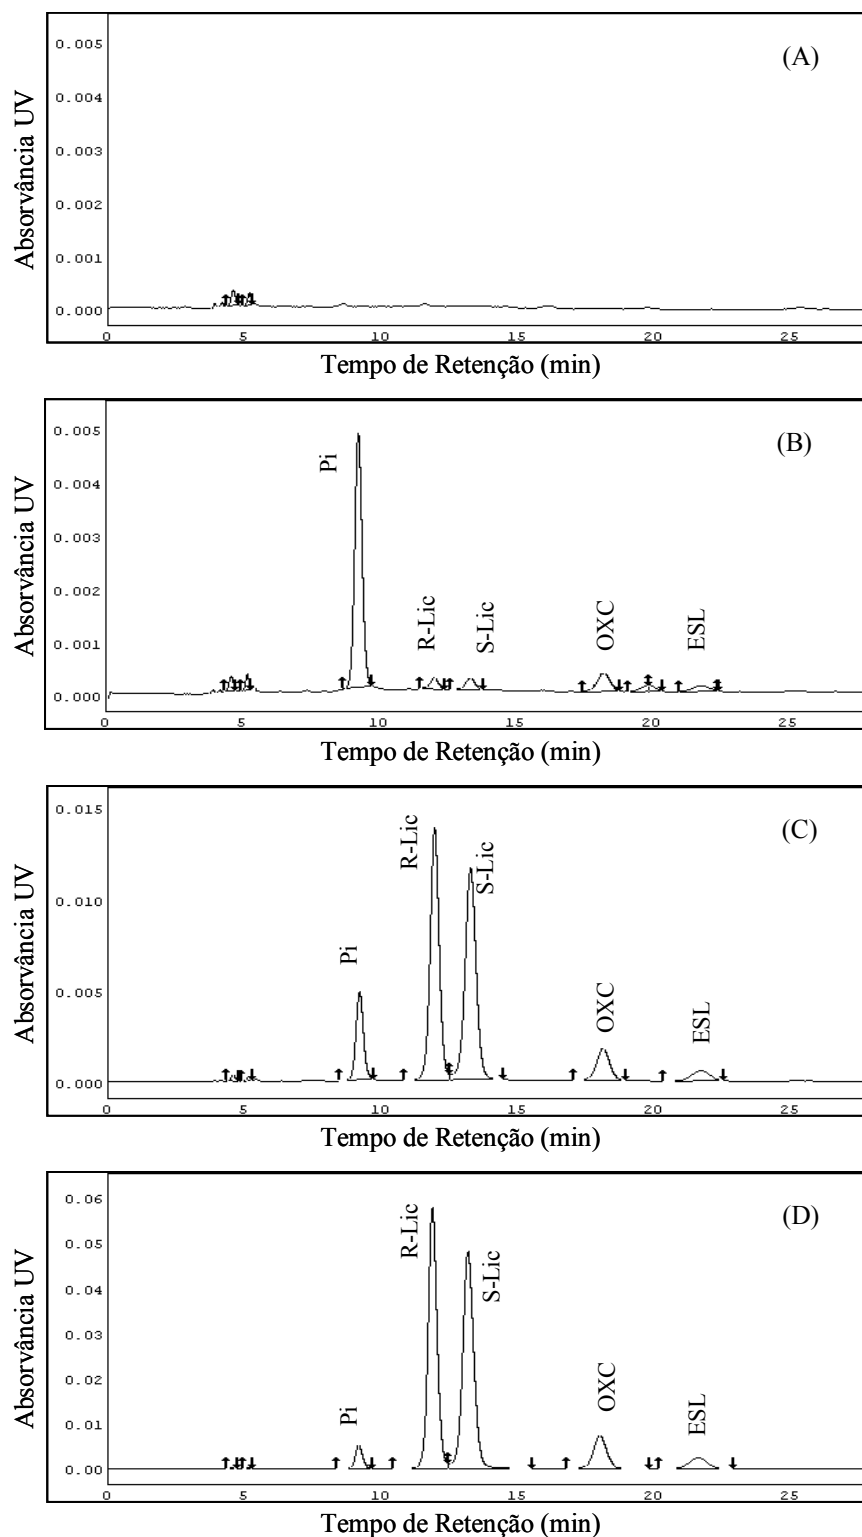 0.005
(A)
0.004
0.003
0.002
0.001
0.000
Absorvância UV
0 5 10 15 20 25
Tempo de Retenção (min)
0.005
(B)
Pi
0.004
0.003
0.002
R-Lic S-Lic OXC ESL
0.001
0.000
Absorvância UV
0 5 10 15 20 25
Tempo de Retenção (min)
0.015
(C)
R-Lic
S-Lic
0.010
Pi
0.005
OXC
ESL
0.000
Absorvância UV
0 5 10 15 20 25
Tempo de Retenção (min)
0.06
(D)
R-Lic
0.05
S-Lic
0.04
0.03
0.02
Pi
OXC
ESL
0.01
0.00
Absorvância UV
0 5 10 15 20 25
Tempo de Retenção (min)